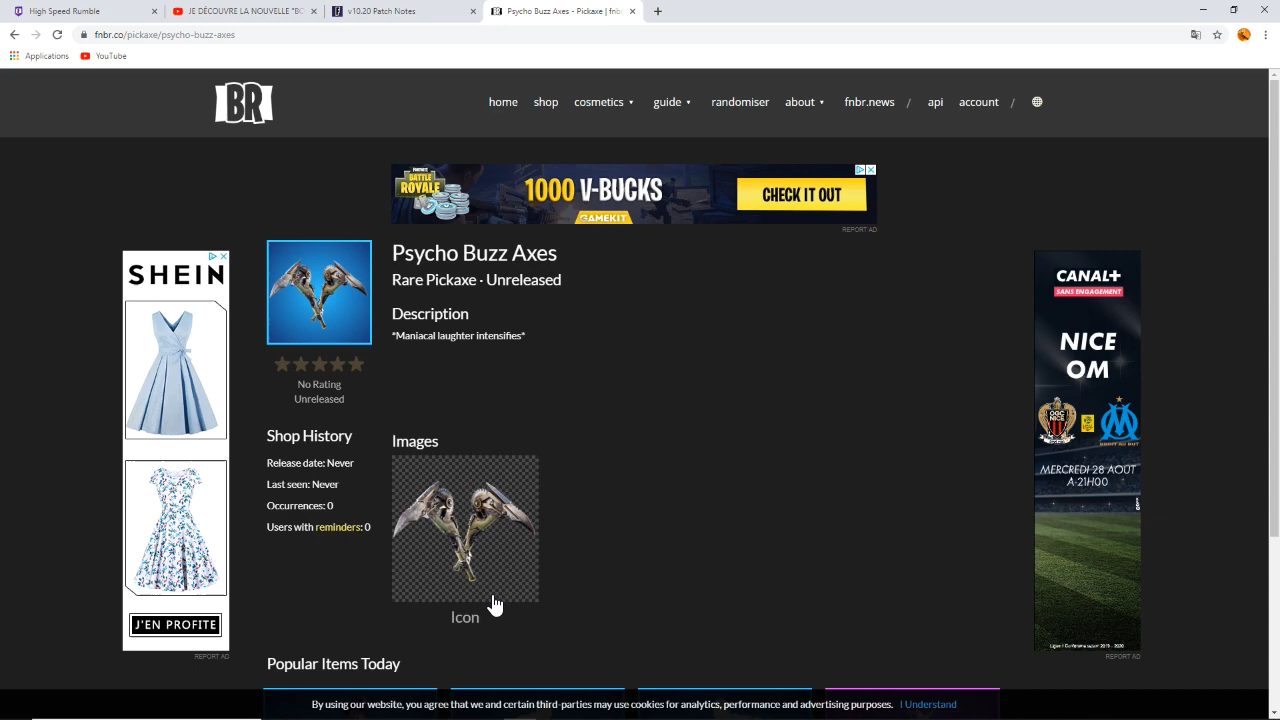 High Speed Rumble
JE DÉCOUVRE LA NOUVELLE "BO
v10.20 Patch Notes
Psycho Buzz Axes - Pickaxe | fnb
fnbr.co/pickaxe/psycho-buzz-axes
Applications
YouTube
BR
home
shop
cosmetics
guide
randomiser
about
fnbr.news
/
api
account
/
FORTNITE
BATTLE
ROYALE
1000 V-BUCKS
GAMEKIT
CHECK IT OUT
REPORT AD
SHEIN
J'EN PROFITE
REPORT AD
Psycho Buzz Axes
Rare Pickaxe · Unreleased
Description
*Maniacal laughter intensifies*
No Rating
Unreleased
Shop History
Release date: Never
Last seen: Never
Occurrences: 0
Users with reminders: 0
Images
Icon
CANAL+
SANS ENGAGEMENT
NICE
OM
MERCREDI 28 AOUT
A-21H00
REPORT AD
Popular Items Today
By using our website, you agree that we and certain third-parties may use cookies for analytics, performance and advertising purposes. I Understand